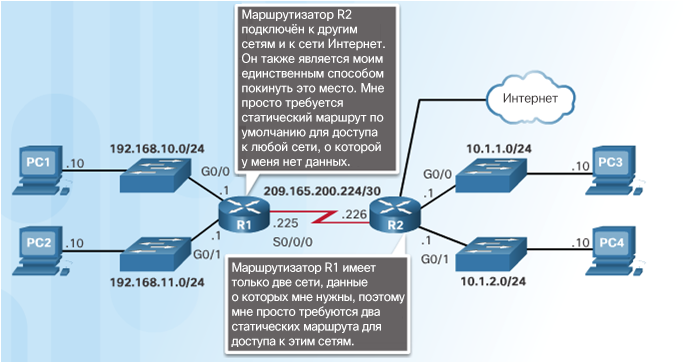 Маршрутизатор R2
подключён к другим
сетям и к сети Интернет.
Он также является моим
единственным способом
покинуть это место. Мне
просто требуется
статический маршрут по
умолчанию для доступа
к любой сети, о которой
у меня нет данных.
Интернет
192.168.10.0/24
10.1.1.0/24
PC1
.10
G0/0
.1
209.165.200.224/30
G0/0
.1
.10
PC3
R1
.225
S0/0/0
.226
R2
PC2
.10
.1
G0/1
192.168.11.0/24
.1
G0/1
10.1.2.0/24
.10
PC4
Маршрутизатор R1 имеет
только две сети, данные
о которых мне нужны, поэтому
мне просто требуются два
статических маршрута для
доступа к этим сетям.